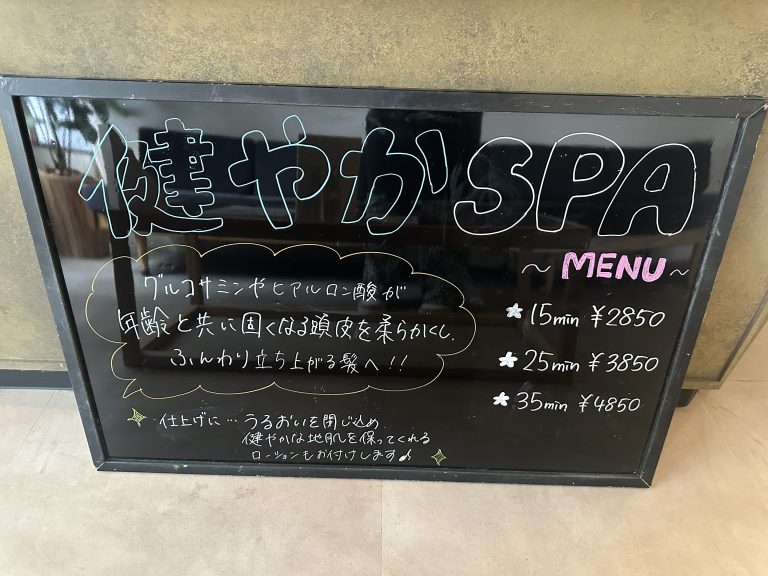 健やかSPA
～ MENU ～
グルコサミンやヒアルロン酸が
年齢と共に固くなる頭皮を柔らかくし、
ふんわり立ち上がる髪へ!!
15min ¥2850
25min ¥3850
35min ¥4850
仕上げに…うるおいを閉じ込め、
健やかな地肌を保ってくれる
ローションもお付けします♪